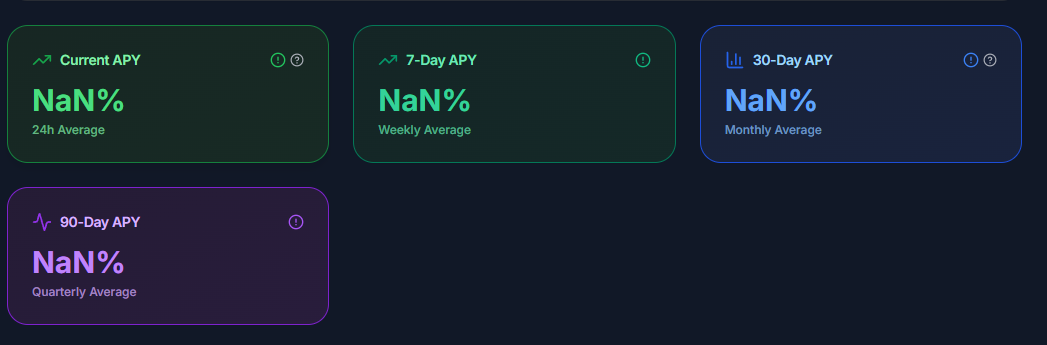 Current APY
NaN%
24h Average
7-Day APY
NaN%
Weekly Average
30-Day APY
NaN%
Monthly Average
90-Day APY
NaN%
Quarterly Average